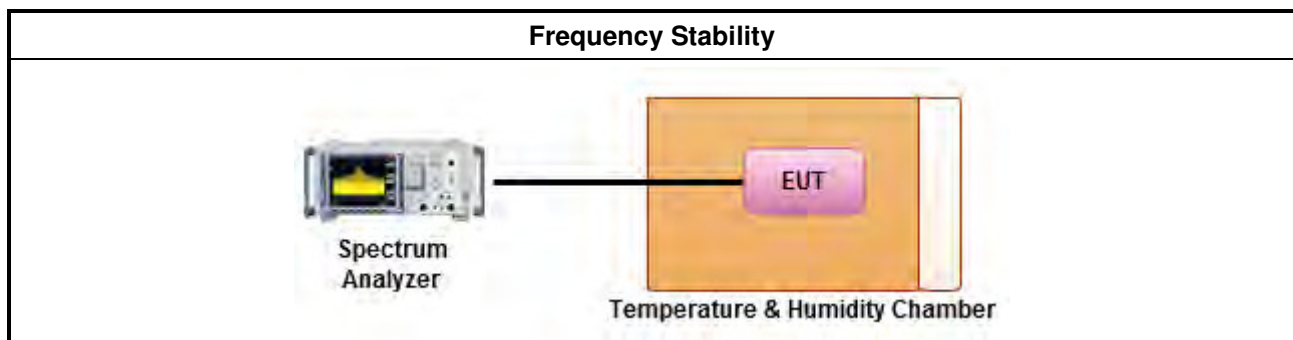 Frequency Stability
EUT
Spectrum
Analyzer
Temperature & Humidity Chamber